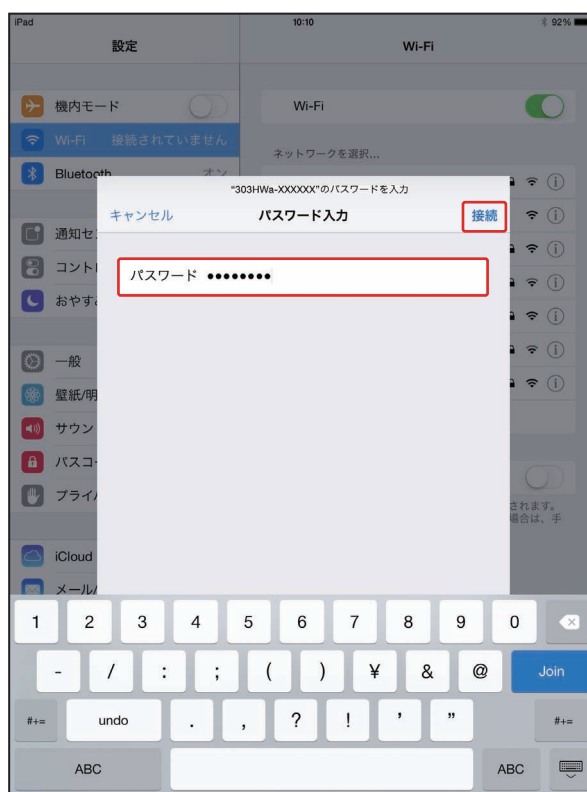 iPad 10:10 92%
設定 Wi-Fi
機内モード Wi-Fi
Wi-Fi 接続されていません
ネットワークを選択...
Bluetooth オン
"303HWa-XXXXXX"のパスワードを入力
キャンセル パスワード入力 接続
通知セ
コント
パスワード ••••••••
おやす
一般
壁紙/明
サウン
パスコー
プライ
されます。
場合は、手
iCloud
メール/
1 2 3 4 5 6 7 8 9 0
- / : ; ( ) ¥ & @ Join
#+= undo . , ? ! ’ ” #+=
ABC ABC